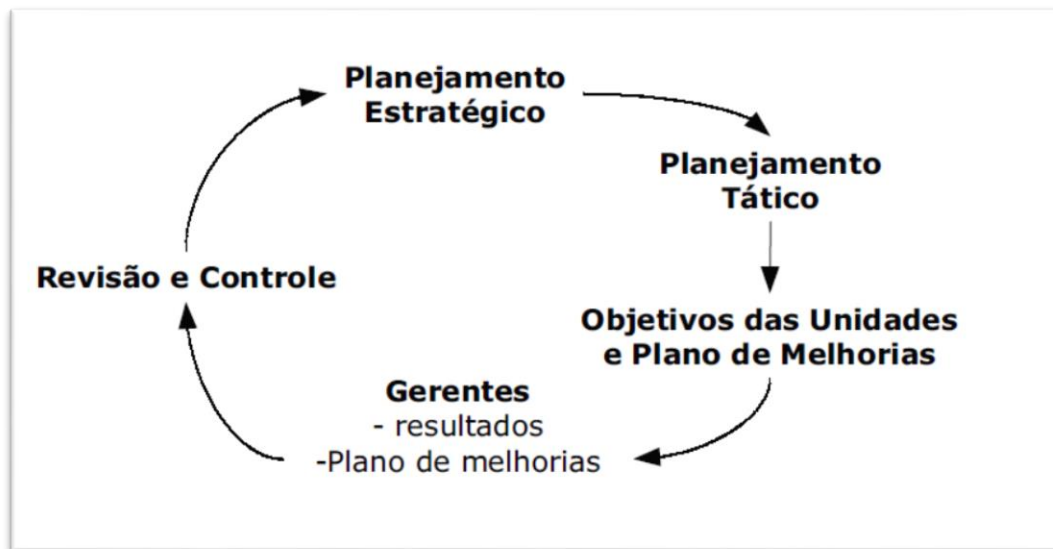 Planejamento
Estratégico
Planejamento
Tático
Objetivos das Unidades
e Plano de Melhorias
Gerentes
- resultados
-Plano de melhorias
Revisão e Controle